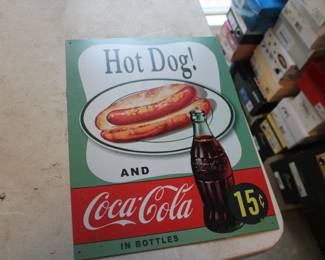 Hot Dog!
AND
Coca-Cola
15¢
IN BOTTLES